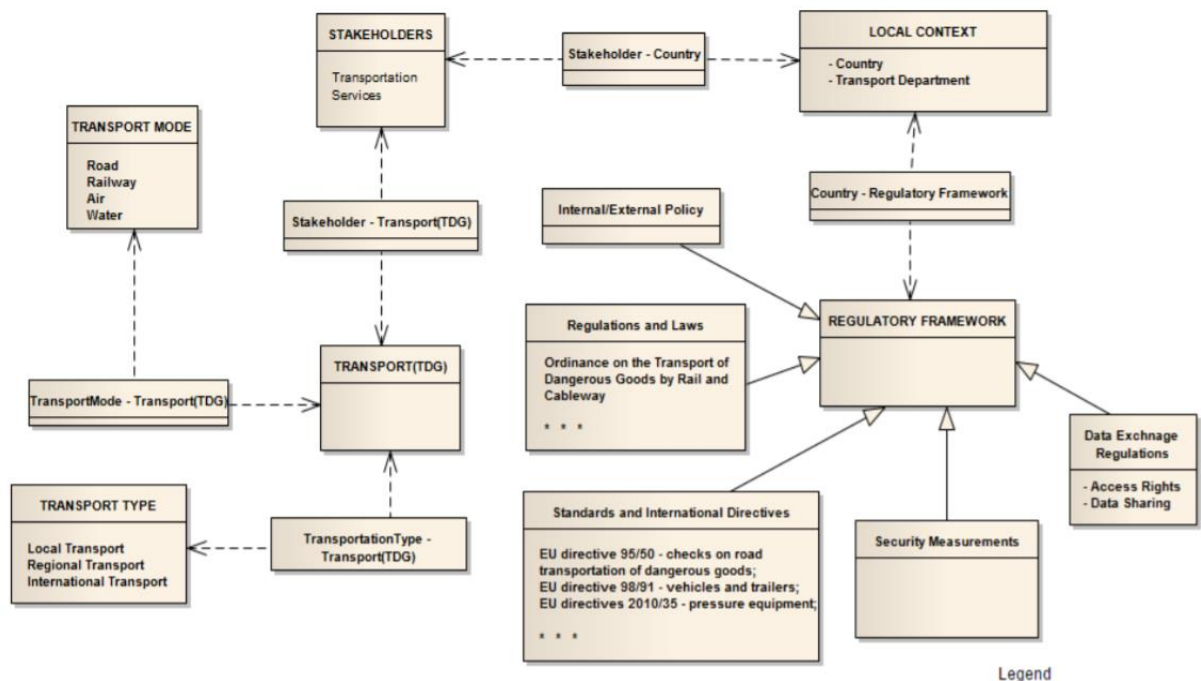 STAKEHOLDERS
Transportation
Services
Stakeholder - Country
LOCAL CONTEXT
- Country
- Transport Department
TRANSPORT MODE
Road
Railway
Air
Water
Stakeholder - Transport(TDG)
Internal/External Policy
Country - Regulatory Framework
Regulations and Laws
Ordinance on the Transport of
Dangerous Goods by Rail and
Cableway
* * *
REGULATORY FRAMEWORK
TRANSPORT(TDG)
TransportMode - Transport(TDG)
Data Exchnage
Regulations
- Access Rights
- Data Sharing
TRANSPORT TYPE
Local Transport
Regional Transport
International Transport
TransportationType -
Transport(TDG)
Standards and International Directives
EU directive 95/50 - checks on road
transportation of dangerous goods;
EU directive 98/91 - vehicles and trailers;
EU directives 2010/35 - pressure equipment;
* * *
Security Measurements
Legend